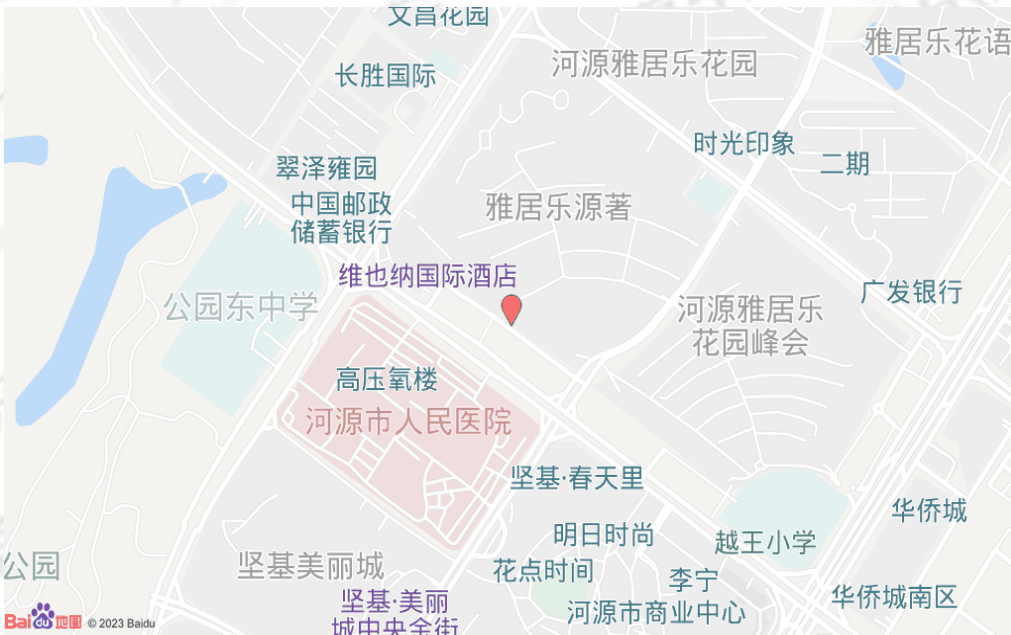 文昌花园
雅居乐花语
河源雅居乐花园
长胜国际
时光印象
二期
翠泽雍园
中国邮政
储蓄银行
雅居乐源著
维也纳国际酒店
广发银行
公园东中学
河源雅居乐
花园峰会
高压氧楼
河源市人民医院
坚基·春天里
华侨城
明日时尚
越王小学
公园
坚基美丽城
花点时间
李宁
坚基·美丽
城中央金街
华侨城南区
河源市商业中心
Bai du 地图 © 2023 Baidu